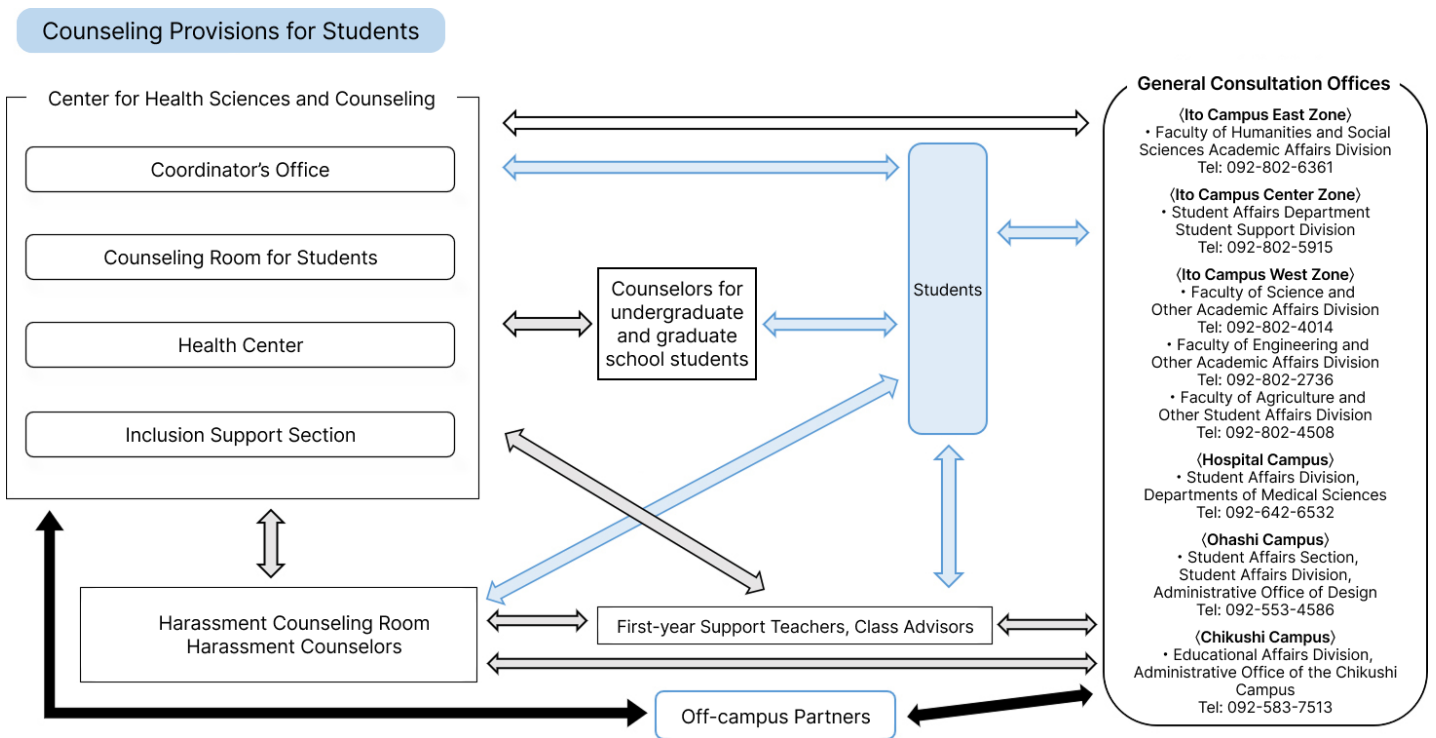 Counseling Provisions for Students
Center for Health Sciences and Counseling
Coordinator's Office
Counseling Room for Students
Health Center
Inclusion Support Section
Counselors for
undergraduate
and graduate
school students
Students
Harassment Counseling Room
Harassment Counselors
First-year Support Teachers, Class Advisors
Off-campus Partners
General Consultation Offices
〈Ito Campus East Zone〉
・Faculty of Humanities and Social
Sciences Academic Affairs Division
Tel: 092-802-6361
〈Ito Campus Center Zone〉
・Student Affairs Department
Student Support Division
Tel: 092-802-5915
〈Ito Campus West Zone〉
・Faculty of Science and
Other Academic Affairs Division
Tel: 092-802-4014
・Faculty of Engineering and
Other Academic Affairs Division
Tel: 092-802-2736
・Faculty of Agriculture and
Other Student Affairs Division
Tel: 092-802-4508
〈Hospital Campus〉
・Student Affairs Division,
Departments of Medical Sciences
Tel: 092-642-6532
〈Ohashi Campus〉
・Student Affairs Section,
Student Affairs Division,
Administrative Office of Design
Tel: 092-553-4586
〈Chikushi Campus〉
・Educational Affairs Division,
Administrative Office of the Chikushi
Campus
Tel: 092-583-7513